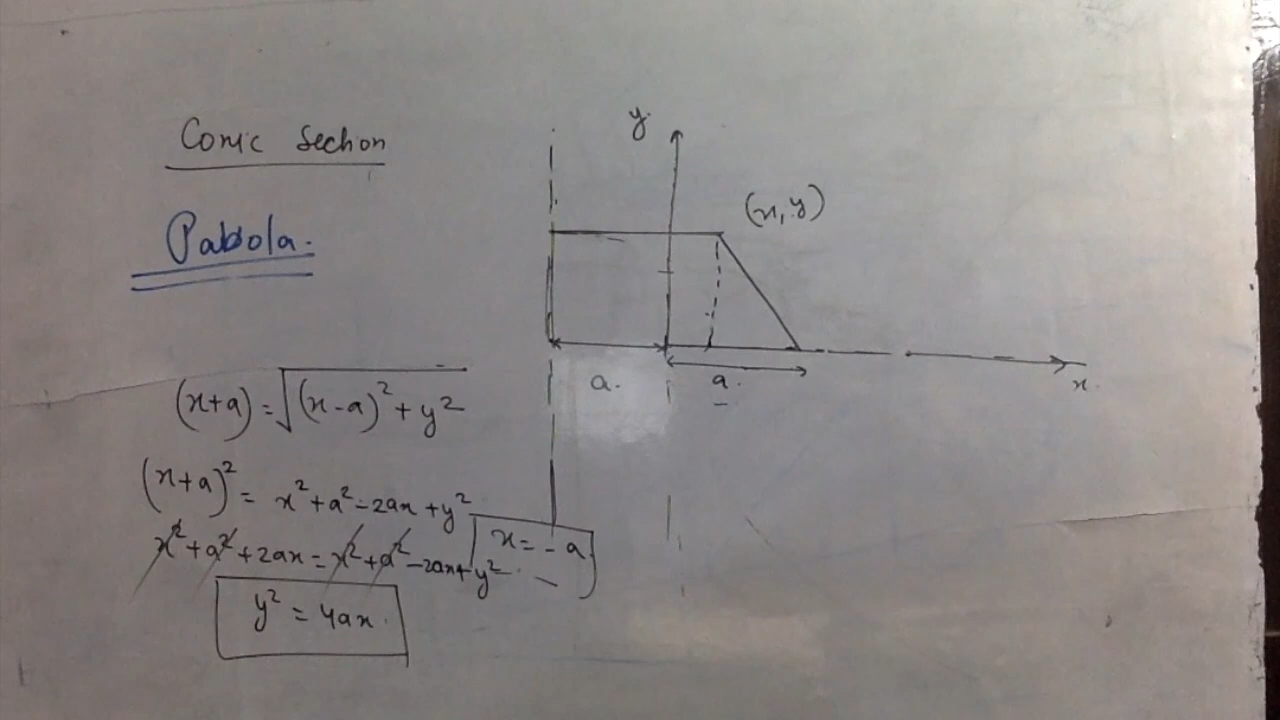 Conic Section
Pabola.
y
(x, y)
a.
a.
x.
(x+a) = √(x-a)² + y²
(x+a)² = x² + a² - 2ax + y²
x² + a² + 2ax = x² + a² - 2ax + y²
x = -a
y² = 4ax.